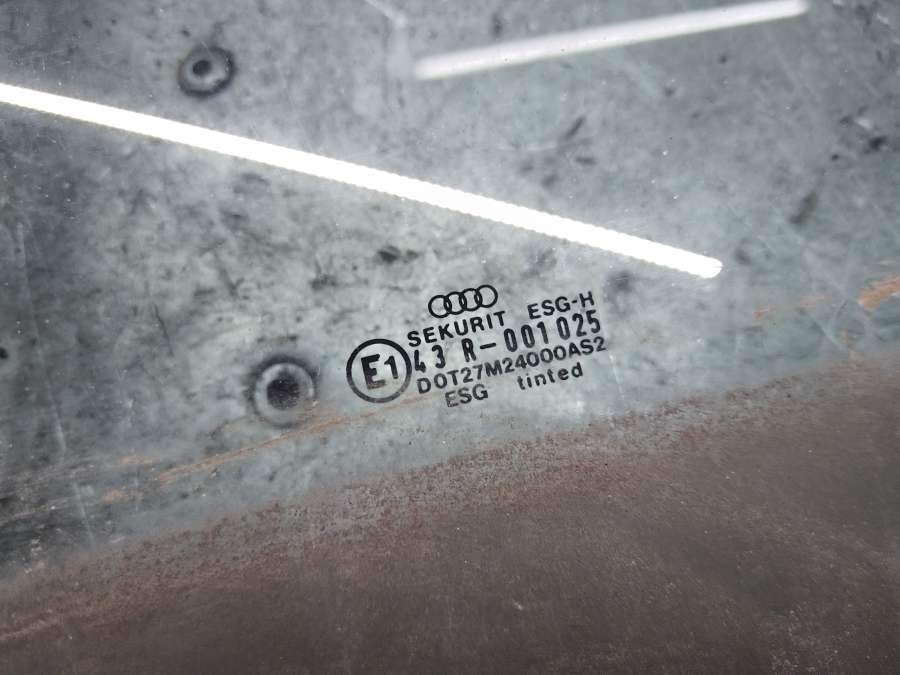 SEKURIT ESG-H
E1 43 R-001025
DOT27M24000AS2
ESG tinted